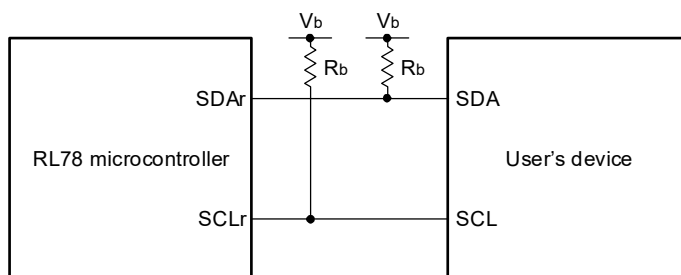 Vb Vb
Rb Rb
SDAr SDA
RL78 microcontroller User's device
SCLr SCL